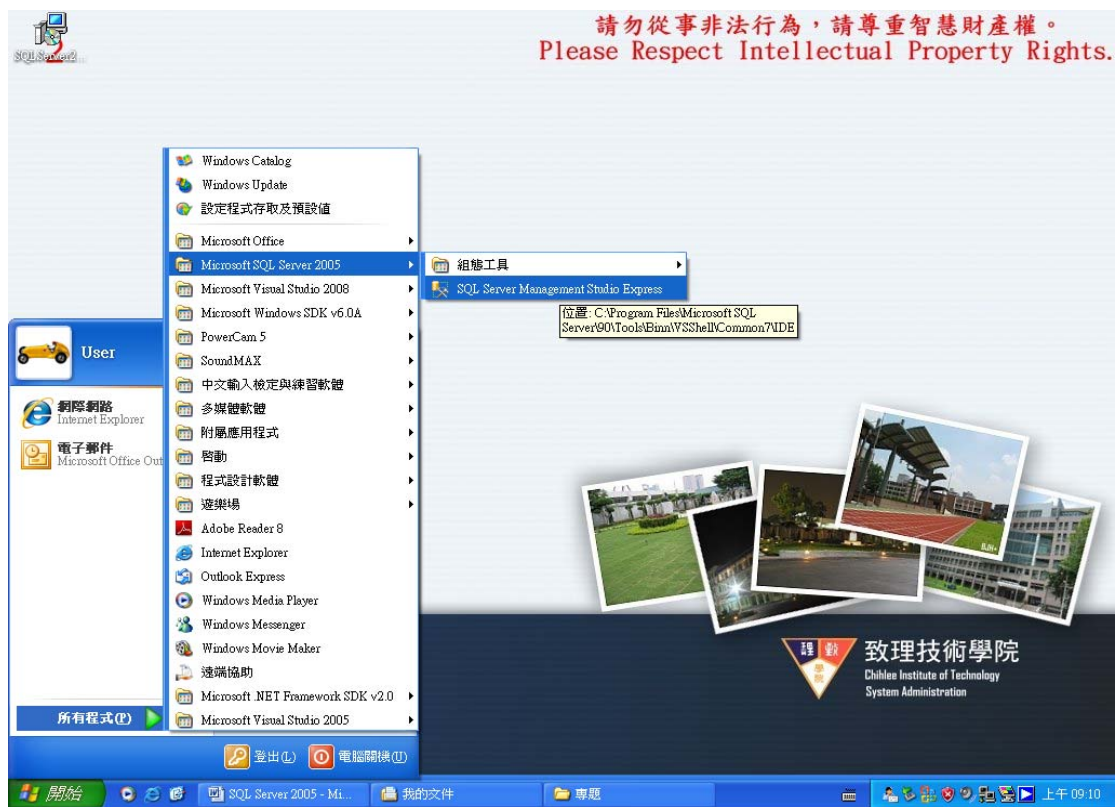 請勿從事非法行為，請尊重智慧財產權。
Please Respect Intellectual Property Rights.
SQLServer2...
Windows Catalog
Windows Update
設定程式存取及預設值
Microsoft Office
Microsoft SQL Server 2005
組態工具
Microsoft Visual Studio 2008
SQL Server Management Studio Express
Microsoft Windows SDK v6.0A
位置: C:\Program Files\Microsoft SQL
Server\90\Tools\Binn\VSShell\Common7\IDE
PowerCam 5
User
SoundMAX
中文輸入檢定與練習軟體
網際網路
Internet Explorer
多媒體軟體
附屬應用程式
電子郵件
Microsoft Office Out
啟動
程式設計軟體
遊樂場
Adobe Reader 8
Internet Explorer
Outlook Express
Windows Media Player
Windows Messenger
Windows Movie Maker
遠端協助
Microsoft .NET Framework SDK v2.0
所有程式(P)
Microsoft Visual Studio 2005
登出(L)
電腦關機(U)
致理技術學院
Chihlee Institute of Technology
System Administration
開始
SQL Server 2005 - Mi...
我的文件
專題
上午 09:10